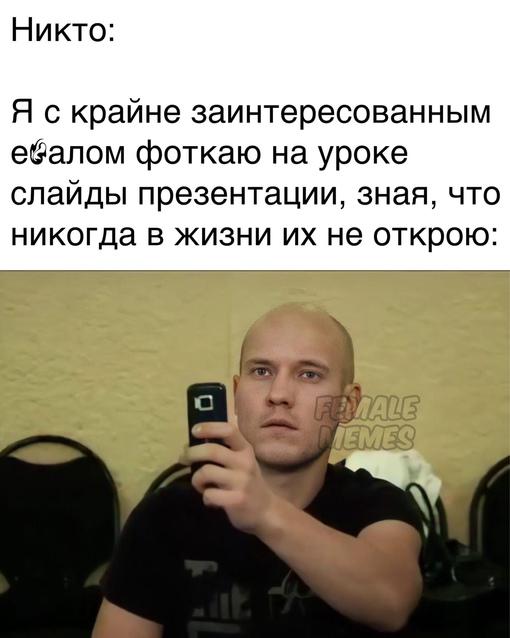 Никто:
Я с крайне заинтересованным
е алом фоткаю на уроке
слайды презентации, зная, что
никогда в жизни их не открою:
FEMALE
MEMES